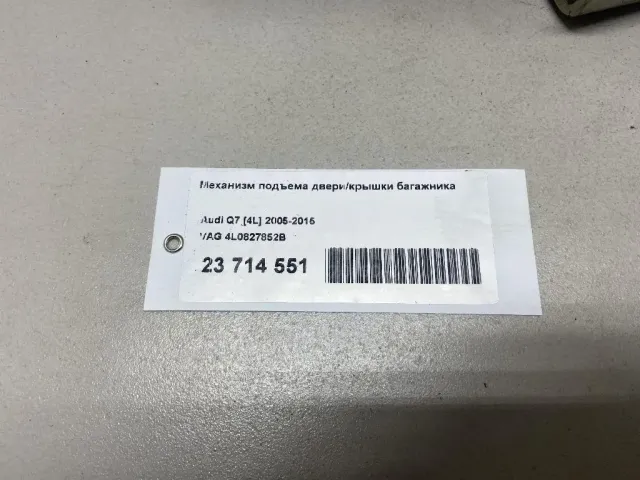 Механизм подъема двери/крышки багажника
Audi Q7 [4L] 2005-2015
VAG 4L0827852B
23 714 551